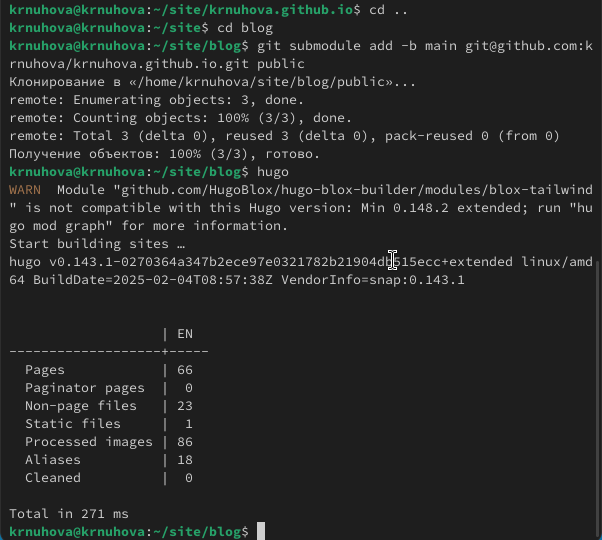 krnuhova@krnuhova:~/site/krnuhova.github.io$ cd ..
krnuhova@krnuhova:~/site$ cd blog
krnuhova@krnuhova:~/site/blog$ git submodule add -b main git@github.com:k
rnuhova/krnuhova.github.io.git public
Клонирование в «/home/krnuhova/site/blog/public»...
remote: Enumerating objects: 3, done.
remote: Counting objects: 100% (3/3), done.
remote: Total 3 (delta 0), reused 3 (delta 0), pack-reused 0 (from 0)
Получение объектов: 100% (3/3), готово.
krnuhova@krnuhova:~/site/blog$ hugo
WARN  Module "github.com/HugoBlox/hugo-blox-builder/modules/blox-tailwind
" is not compatible with this Hugo version: Min 0.148.2 extended; run "hu
go mod graph" for more information.
Start building sites …
hugo v0.143.1-0270364a347b2ece97e0321782b21904db515ecc+extended linux/amd
64 BuildDate=2025-02-04T08:57:38Z VendorInfo=snap:0.143.1
                   | EN
-------------------+-----
  Pages            | 66
  Paginator pages  |  0
  Non-page files   | 23
  Static files     |  1
  Processed images | 86
  Aliases          | 18
  Cleaned          |  0
Total in 271 ms
krnuhova@krnuhova:~/site/blog$